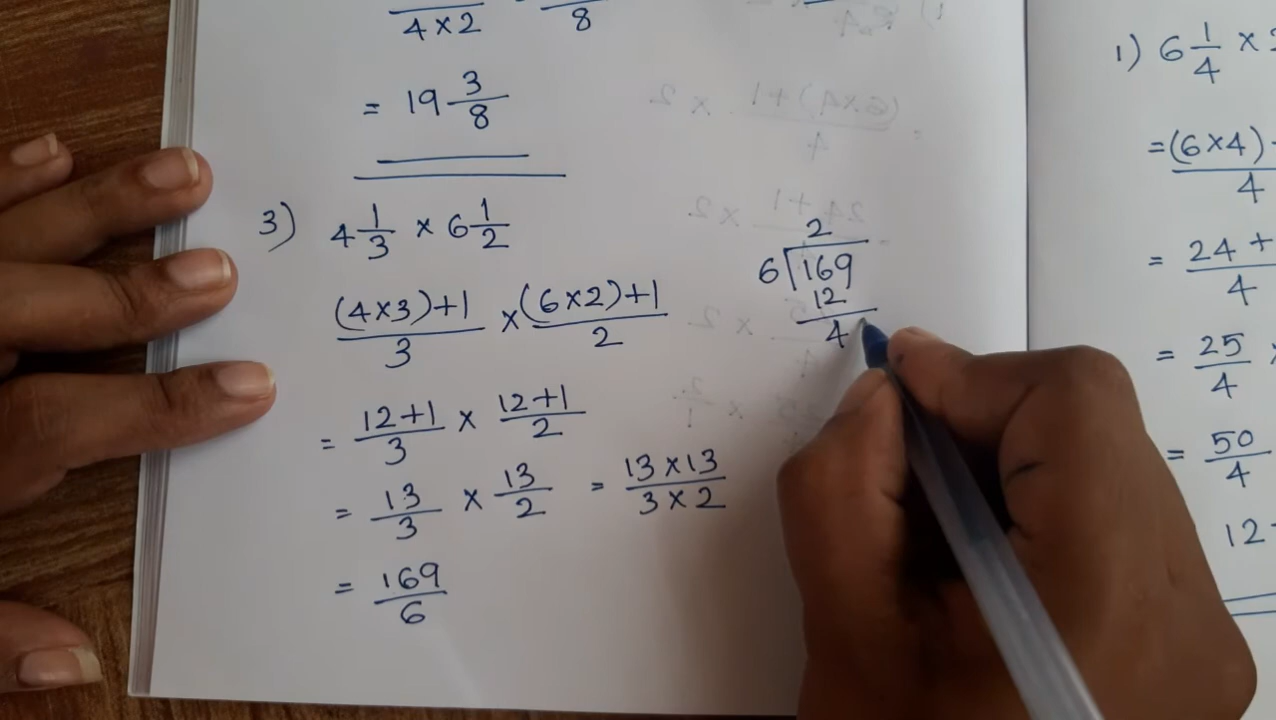 4×2 8
= 19 3/8
3) 4 1/3 × 6 1/2
(4×3)+1/3 × (6×2)+1/2
= 12+1/3 × 12+1/2
= 13/3 × 13/2 = 13×13/3×2
= 169/6
2
6)169
12
4
1) 6 1/4 ×
=(6×4)
4
= 24 +
4
= 25/4
= 50/4
12